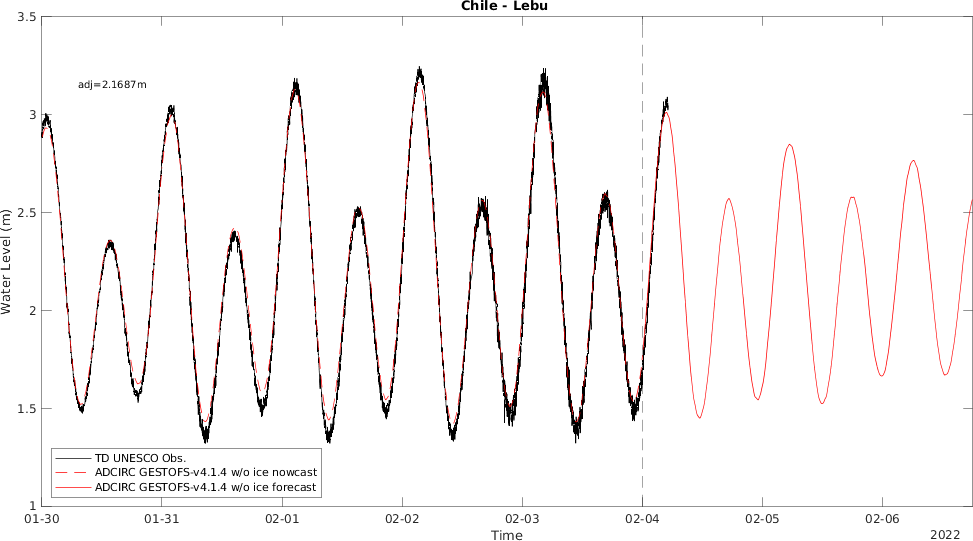 Chile - Lebu
adj=2.1687m
Water Level (m)
3.5
3
2.5
2
1.5
1
TD UNESCO Obs.
ADCIRC GESTOFS-v4.1.4 w/o ice nowcast
ADCIRC GESTOFS-v4.1.4 w/o ice forecast
01-30 01-31 02-01 02-02 02-03 02-04 02-05 02-06
Time
2022